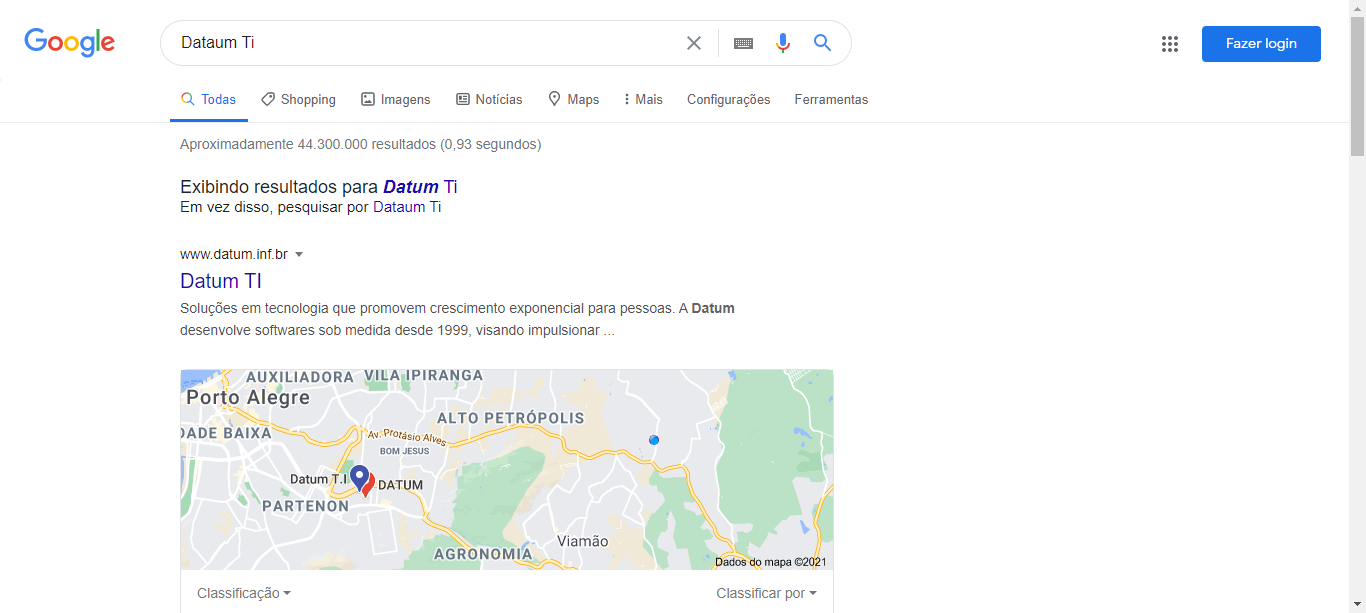 Google
Dataum Ti
Fazer login
Todas
Shopping
Imagens
Notícias
Maps
Mais
Configurações
Ferramentas
Aproximadamente 44.300.000 resultados (0,93 segundos)
Exibindo resultados para Datum Ti
Em vez disso, pesquisar por Dataum Ti
www.datum.inf.br
Datum TI
Soluções em tecnologia que promovem crescimento exponencial para pessoas. A Datum
desenvolve softwares sob medida desde 1999, visando impulsionar ...
AUXILIADORA
VILA IPIRANGA
Porto Alegre
ALTO PETRÓPOLIS
DADE BAIXA
Av. Protásio Alves
BOM JESUS
Datum T.I
DATUM
PARTENON
Viamão
AGRONOMIA
Dados do mapa ©2021
Classificação
Classificar por